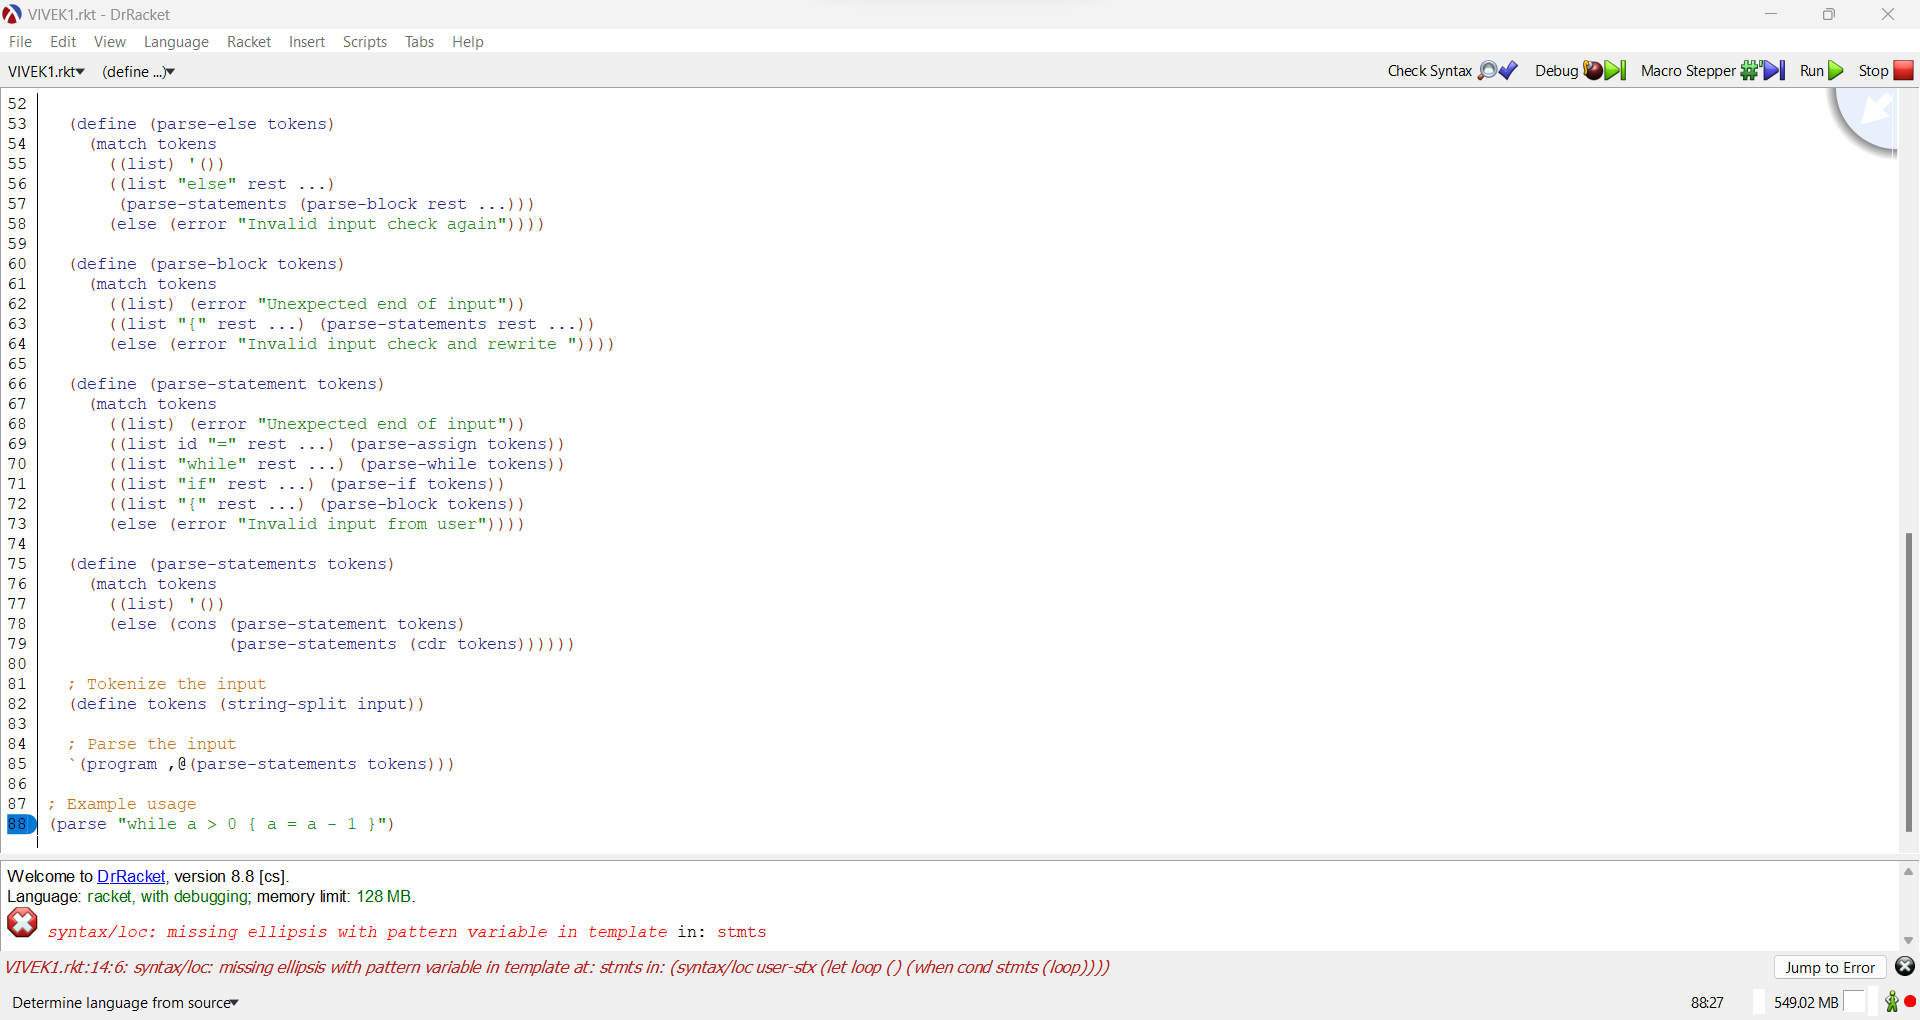 VIVEK1.rkt - DrRacket
File Edit View Language Racket Insert Scripts Tabs Help
VIVEK1.rkt▾ (define ...)▾ Check Syntax Debug Macro Stepper Run Stop
52
53 (define (parse-else tokens)
54 (match tokens
55 ((list) '())
56 ((list "else" rest ...)
57 (parse-statements (parse-block rest ...)))
58 (else (error "Invalid input check again"))))
59
60 (define (parse-block tokens)
61 (match tokens
62 ((list) (error "Unexpected end of input"))
63 ((list "{" rest ...) (parse-statements rest ...))
64 (else (error "Invalid input check and rewrite "))))
65
66 (define (parse-statement tokens)
67 (match tokens
68 ((list) (error "Unexpected end of input"))
69 ((list id "=" rest ...) (parse-assign tokens))
70 ((list "while" rest ...) (parse-while tokens))
71 ((list "if" rest ...) (parse-if tokens))
72 ((list "{" rest ...) (parse-block tokens))
73 (else (error "Invalid input from user"))))
74
75 (define (parse-statements tokens)
76 (match tokens
77 ((list) '())
78 (else (cons (parse-statement tokens)
79 (parse-statements (cdr tokens))))))
80
81 ; Tokenize the input
82 (define tokens (string-split input))
83
84 ; Parse the input
85 `(program ,@(parse-statements tokens)))
86
87 ; Example usage
88 (parse "while a > 0 { a = a - 1 }")
Welcome to DrRacket, version 8.8 [cs].
Language: racket, with debugging; memory limit: 128 MB.
syntax/loc: missing ellipsis with pattern variable in template in: stmts
VIVEK1.rkt:14:6: syntax/loc: missing ellipsis with pattern variable in template at: stmts in: (syntax/loc user-stx (let loop () (when cond stmts (loop)))) Jump to Error
Determine language from source▾ 88:27 549.02 MB